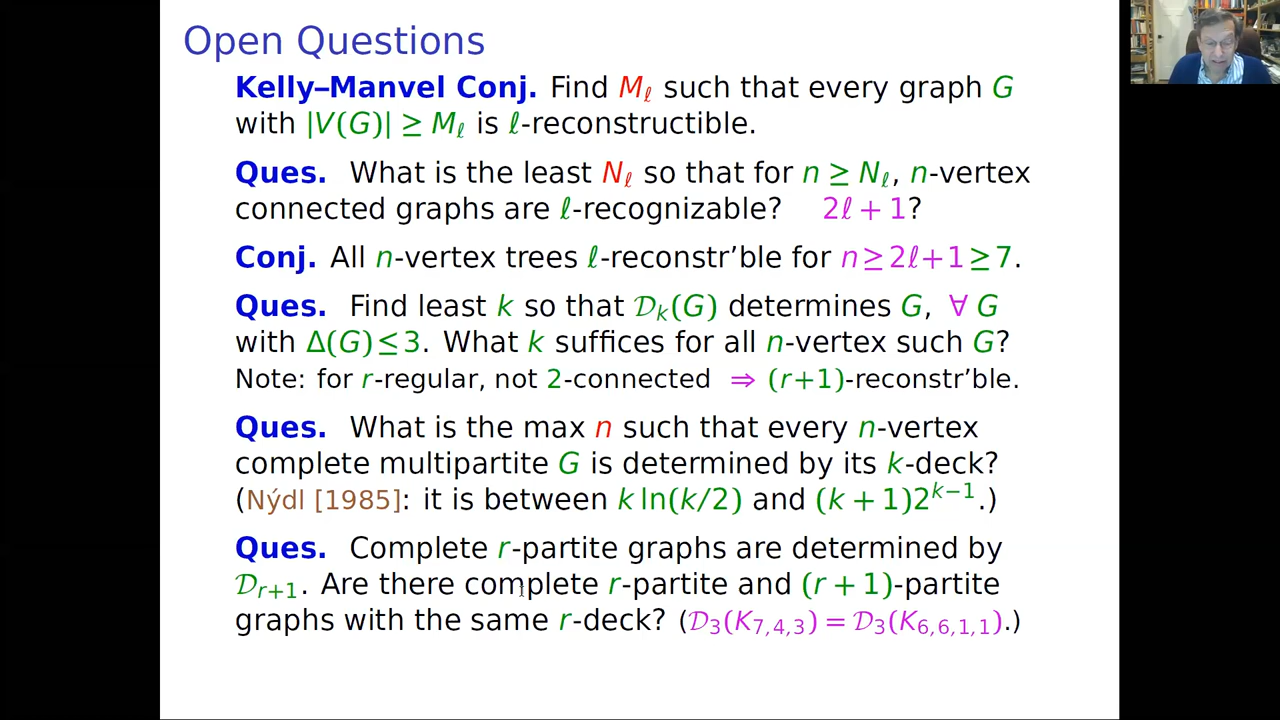 Open Questions
Kelly–Manvel Conj. Find Mℓ such that every graph G
with |V(G)| ≥ Mℓ is ℓ-reconstructible.
Ques. What is the least Nℓ so that for n ≥ Nℓ, n-vertex
connected graphs are ℓ-recognizable? 2ℓ + 1?
Conj. All n-vertex trees ℓ-reconstr'ble for n ≥ 2ℓ+1 ≥ 7.
Ques. Find least k so that 𝒟ₖ(G) determines G, ∀ G
with Δ(G) ≤ 3. What k suffices for all n-vertex such G?
Note: for r-regular, not 2-connected ⇒ (r+1)-reconstr'ble.
Ques. What is the max n such that every n-vertex
complete multipartite G is determined by its k-deck?
(Nýdl [1985]: it is between k ln(k/2) and (k + 1)2^{k−1}.)
Ques. Complete r-partite graphs are determined by
𝒟_{r+1}. Are there complete r-partite and (r + 1)-partite
graphs with the same r-deck? (𝒟₃(K_{7,4,3}) = 𝒟₃(K_{6,6,1,1}).)